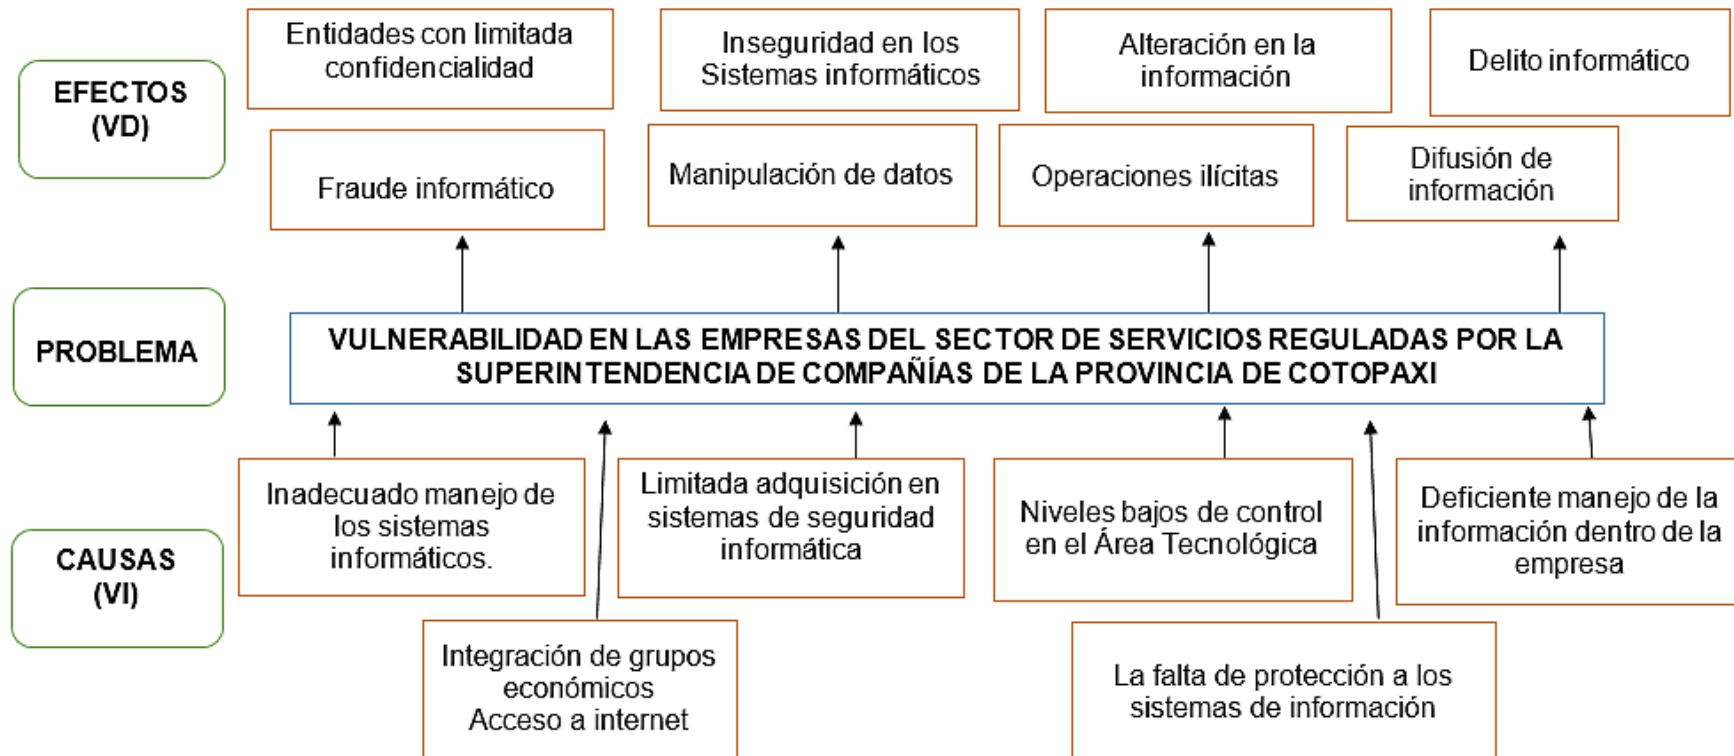 EFECTOS
(VD)
Entidades con limitada
confidencialidad
Inseguridad en los
Sistemas informáticos
Alteración en la
información
Delito informático
Fraude informático
Manipulación de datos
Operaciones ilícitas
Difusión de
información
PROBLEMA
VULNERABILIDAD EN LAS EMPRESAS DEL SECTOR DE SERVICIOS REGULADAS POR LA
SUPERINTENDENCIA DE COMPAÑÍAS DE LA PROVINCIA DE COTOPAXI
CAUSAS
(VI)
Inadecuado manejo de
los sistemas
informáticos.
Limitada adquisición en
sistemas de seguridad
informática
Niveles bajos de control
en el Área Tecnológica
Deficiente manejo de la
información dentro de la
empresa
Integración de grupos
económicos
Acceso a internet
La falta de protección a los
sistemas de información